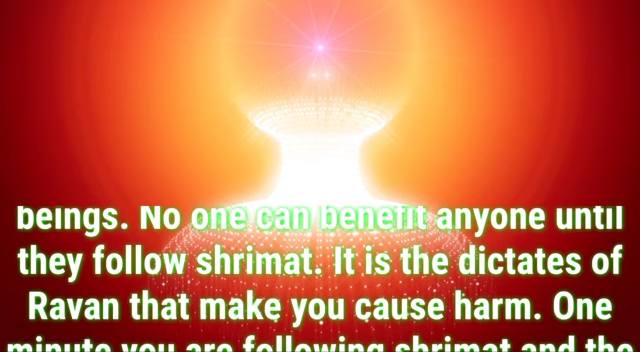 beings. No one can benefit anyone until
they follow shrimat. It is the dictates of
Ravan that make you cause harm. One
minute you are following shrimat and the